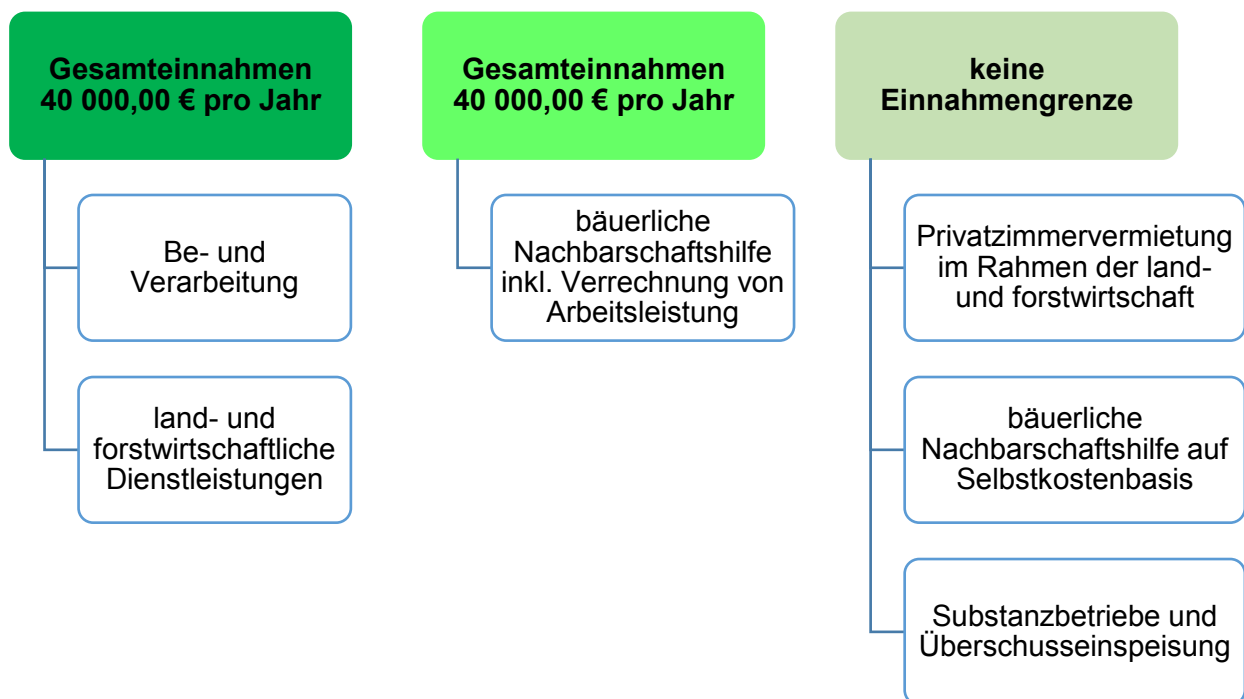 Gesamteinnahmen
40 000,00 € pro Jahr
Be- und
Verarbeitung
land- und
forstwirtschaftliche
Dienstleistungen
Gesamteinnahmen
40 000,00 € pro Jahr
bäuerliche
Nachbarschaftshilfe
inkl. Verrechnung von
Arbeitsleistung
keine
Einnahmengrenze
Privatzimmervermietung
im Rahmen der land-
und forstwirtschaft
bäuerliche
Nachbarschaftshilfe auf
Selbstkostenbasis
Substanzbetriebe und
Überschusseinspeisung